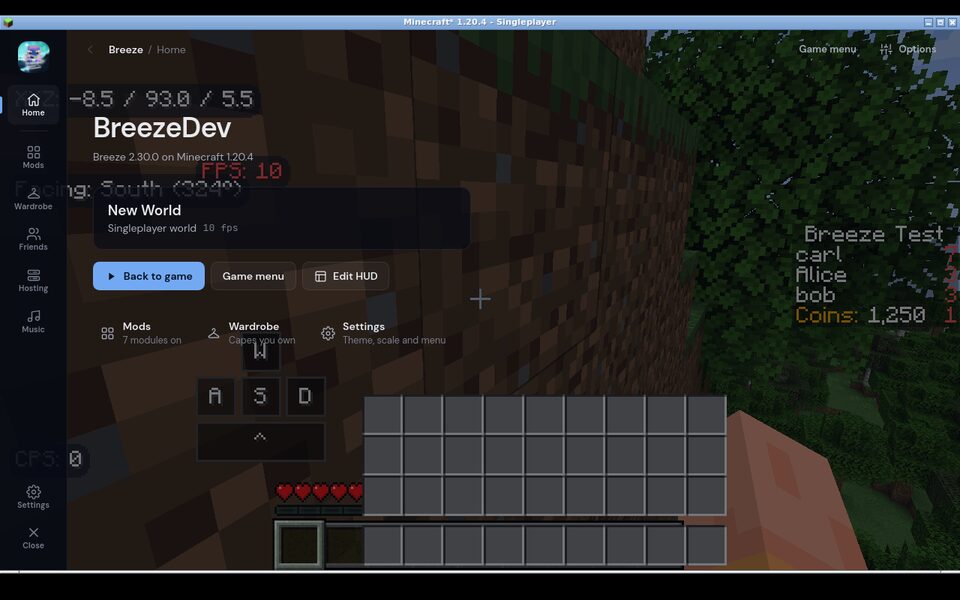 Minecraft* 1.20.4 - Singleplayer
Breeze / Home
Game menu
Options
-8.5 / 93.0 / 5.5
Home
BreezeDev
Breeze 2.30.0 on Minecraft 1.20.4
FPS: 10
Mods
Facing: South (324°)
Wardrobe
New World
Singleplayer world 10 fps
Friends
Breeze Test
carl
Alice
bob
Coins: 1,250
Back to game
Game menu
Edit HUD
Hosting
Music
Mods
7 modules on
Wardrobe
Capes you own
Settings
Theme, scale and menu
W
A
S
D
^
CPS: 0
Settings
Close